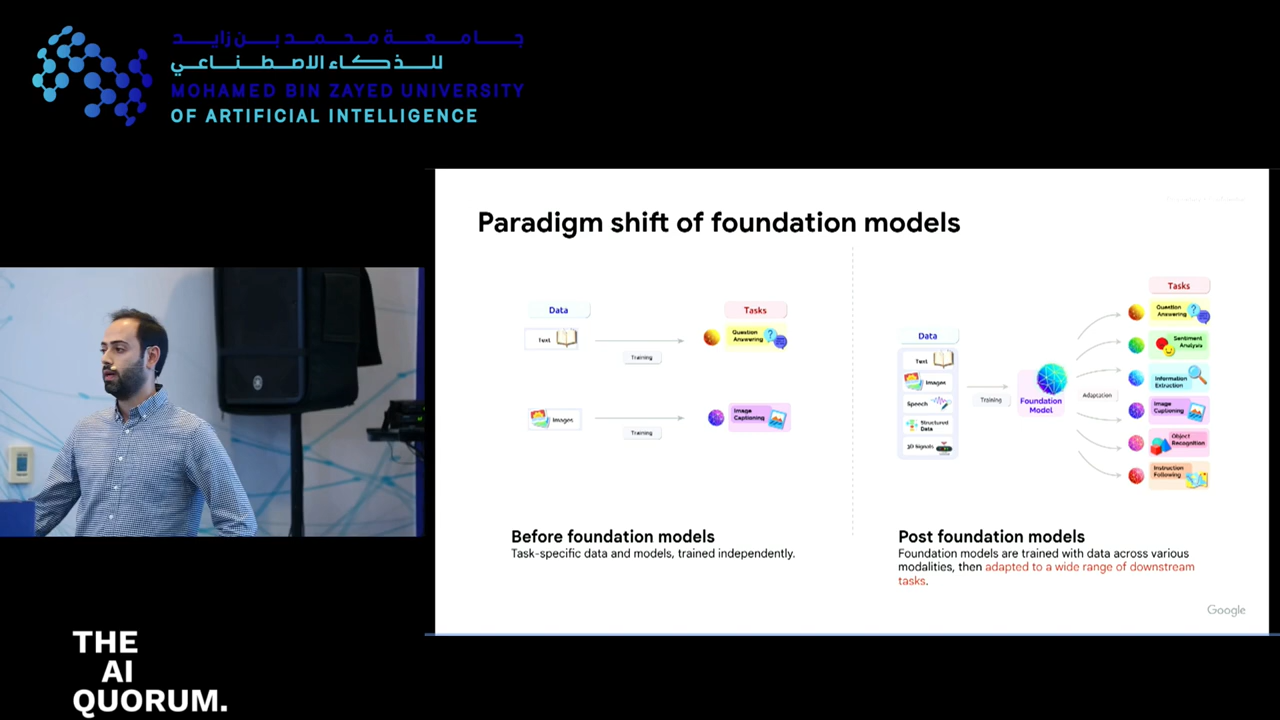 جامعة محمد بن زايد
للذكاء الاصطناعي
MOHAMED BIN ZAYED UNIVERSITY
OF ARTIFICIAL INTELLIGENCE
Paradigm shift of foundation models
Data
Tasks
Text
Training
Question
Answering
Images
Training
Image
Captioning
Before foundation models
Task-specific data and models, trained independently.
Data
Text
Images
Speech
Structured
Data
3D Signals
Training
Foundation
Model
Adaptation
Tasks
Question
Answering
Sentiment
Analysis
Information
Extraction
Image
Captioning
Object
Recognition
Instruction
Following
Post foundation models
Foundation models are trained with data across various
modalities, then adapted to a wide range of downstream
tasks.
Google
THE
AI
QUORUM.